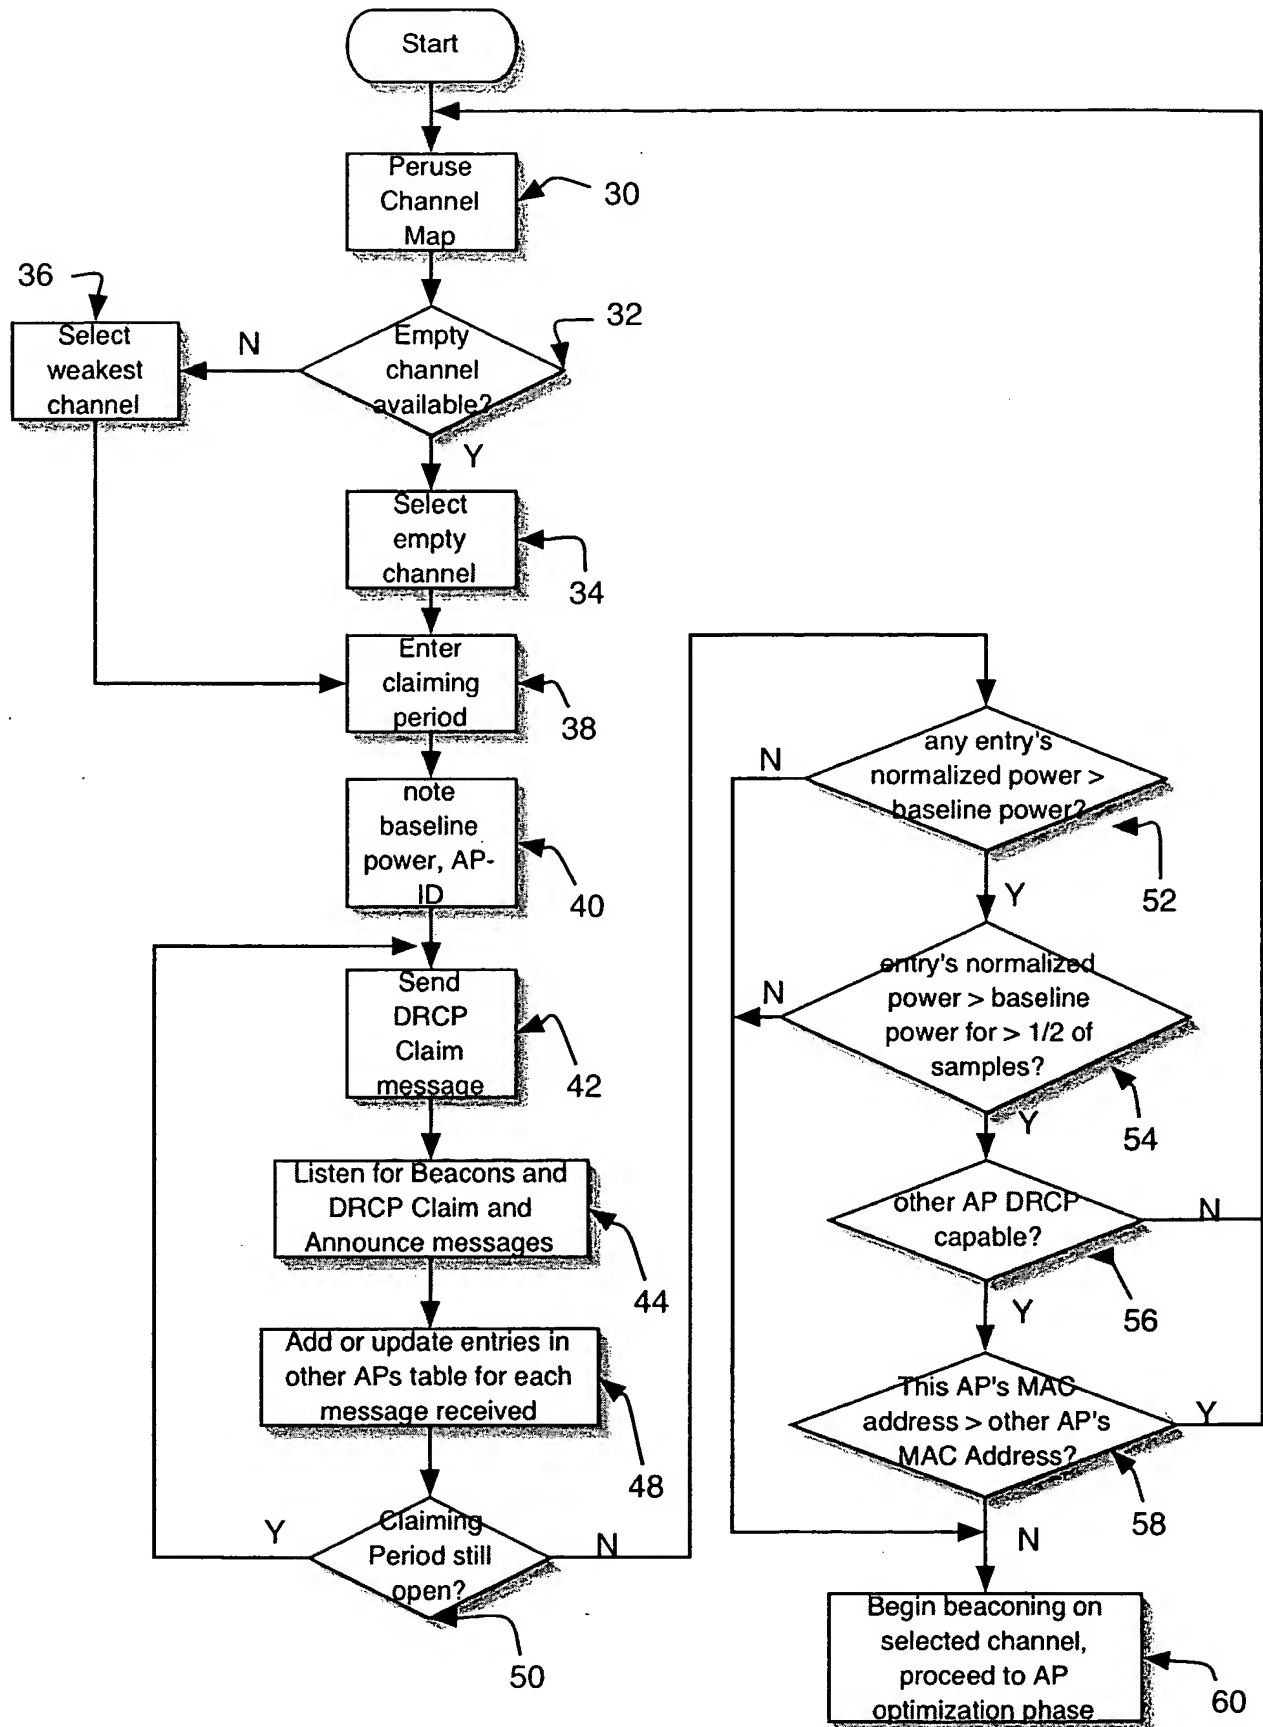 Start
Peruse
Channel
Map
30
36
32
Select
weakest
channel
N
Empty
channel
available?
Y
Select
empty
channel
34
Enter
claiming
period
38
note
baseline
power, AP-
ID
40
Send
DRCP
Claim
message
42
Listen for Beacons and
DRCP Claim and
Announce messages
44
Add or update entries in
other APs table for each
message received
48
Y
Claiming
Period still
open?
N
50
N
any entry's
normalized power >
baseline power?
52
Y
N
entry's normalized
power > baseline
power for > 1/2 of
samples?
54
Y
other AP DRCP
capable?
N
56
Y
This AP's MAC
address > other AP's
MAC Address?
Y
58
N
Begin beaconing on
selected channel,
proceed to AP
optimization phase
60